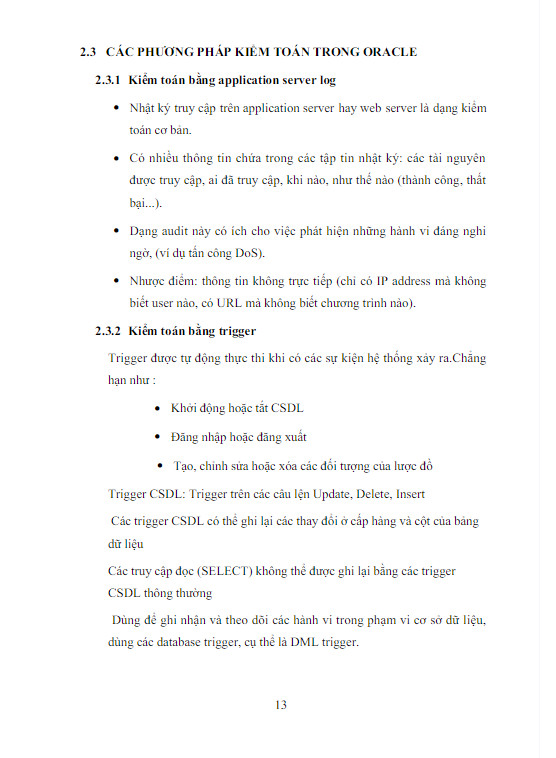 2.3 CÁC PHƯƠNG PHÁP KIỂM TOÁN TRONG ORACLE
2.3.1 Kiểm toán bằng application server log
• Nhật ký truy cập trên application server hay web server là dạng kiểm
toán cơ bản.
• Có nhiều thông tin chứa trong các tập tin nhật ký: các tài nguyên
được truy cập, ai đã truy cập, khi nào, như thế nào (thành công, thất
bại...).
• Dạng audit này có ích cho việc phát hiện những hành vi đáng nghi
ngờ, (ví dụ tấn công DoS).
• Nhược điểm: thông tin không trực tiếp (chỉ có IP address mà không
biết user nào, có URL mà không biết chương trình nào).
2.3.2 Kiểm toán bằng trigger
Trigger được tự động thực thi khi có các sự kiện hệ thống xảy ra.Chẳng
hạn như :
• Khởi động hoặc tắt CSDL
• Đăng nhập hoặc đăng xuất
• Tạo, chỉnh sửa hoặc xóa các đối tượng của lược đồ
Trigger CSDL: Trigger trên các câu lện Update, Delete, Insert
Các trigger CSDL có thể ghi lại các thay đổi ở cấp hàng và cột của bảng
dữ liệu
Các truy cập đọc (SELECT) không thể được ghi lại bằng các trigger
CSDL thông thường
Dùng để ghi nhận và theo dõi các hành vi trong phạm vi cơ sở dữ liệu,
dùng các database trigger, cụ thể là DML trigger.
13